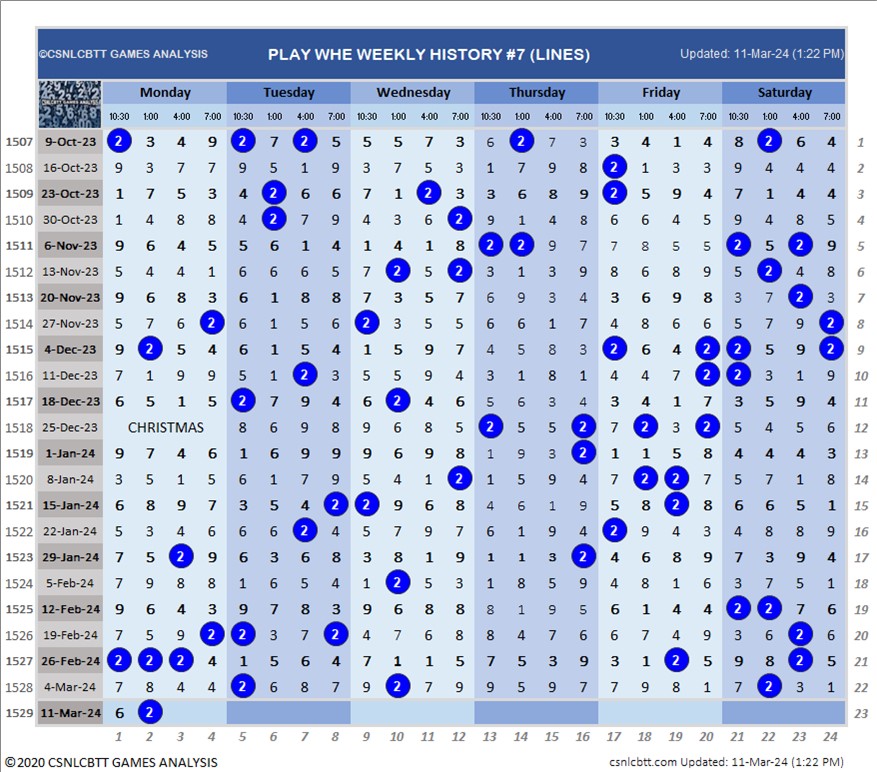 ©CSNLCBTT GAMES ANALYSIS PLAY WHE WEEKLY HISTORY #7 (LINES) Updated: 11-Mar-24 (1:22 PM)
Monday Tuesday Wednesday Thursday Friday Saturday
10:30 1:00 4:00 7:00 10:30 1:00 4:00 7:00 10:30 1:00 4:00 7:00 10:30 1:00 4:00 7:00 10:30 1:00 4:00 7:00 10:30 1:00 4:00 7:00
1507 9-Oct-23 2 3 4 9 2 7 2 5 5 5 7 3 6 2 7 3 3 4 1 4 8 2 6 4 1
1508 16-Oct-23 9 3 7 7 9 5 1 9 3 7 5 3 1 7 9 8 2 1 3 3 9 4 4 4 2
1509 23-Oct-23 1 7 5 3 4 2 6 6 7 1 2 3 3 6 8 9 2 5 9 4 7 1 4 4 3
1510 30-Oct-23 1 4 8 8 4 2 7 9 4 3 6 2 9 1 4 8 6 6 4 5 9 4 8 5 4
1511 6-Nov-23 9 6 4 5 5 6 1 4 1 4 1 8 2 2 9 7 7 8 5 5 2 5 2 9 5
1512 13-Nov-23 5 4 4 1 6 6 6 5 7 2 5 2 3 1 3 9 8 6 8 9 5 2 4 8 6
1513 20-Nov-23 9 6 8 3 6 1 8 8 7 3 5 7 6 9 3 4 3 6 9 8 3 7 2 3 7
1514 27-Nov-23 5 7 6 2 6 1 5 6 2 3 5 5 6 6 1 7 4 8 6 6 5 7 9 2 8
1515 4-Dec-23 9 2 5 4 6 1 5 4 1 5 9 7 4 5 8 3 2 6 4 2 2 5 9 2 9
1516 11-Dec-23 7 1 9 9 5 1 2 3 5 5 9 4 3 1 8 1 4 4 7 2 2 3 1 9 10
1517 18-Dec-23 6 5 1 5 2 7 9 4 6 2 4 6 5 6 3 4 3 4 1 7 3 5 9 4 11
1518 25-Dec-23 CHRISTMAS 8 6 9 8 9 6 8 5 2 5 5 2 7 2 3 2 5 4 5 6 12
1519 1-Jan-24 9 7 4 6 1 6 9 9 9 6 9 8 1 9 3 2 1 1 5 8 4 4 4 3 13
1520 8-Jan-24 3 5 1 5 6 1 7 9 5 4 1 2 1 5 9 4 7 2 2 4 5 7 1 8 14
1521 15-Jan-24 6 8 9 7 3 5 4 2 2 9 6 8 4 6 1 9 5 8 2 8 6 6 5 1 15
1522 22-Jan-24 5 3 4 6 6 6 2 4 5 7 9 7 6 1 9 4 2 9 4 3 4 8 8 9 16
1523 29-Jan-24 7 5 2 9 6 3 6 8 3 8 1 9 1 1 3 2 4 6 8 9 7 3 9 4 17
1524 5-Feb-24 7 9 8 8 1 6 5 4 1 2 5 3 1 8 5 9 4 8 1 6 3 7 5 1 18
1525 12-Feb-24 9 6 4 3 9 7 8 3 9 6 8 8 8 1 9 5 6 1 4 4 2 2 7 6 19
1526 19-Feb-24 7 5 9 2 2 3 7 2 4 7 6 8 8 4 7 6 6 7 4 9 3 6 2 6 20
1527 26-Feb-24 2 2 2 4 1 5 6 4 7 1 1 5 7 5 3 9 3 1 2 5 9 8 2 5 21
1528 4-Mar-24 7 8 4 4 2 6 8 7 9 2 7 9 9 5 9 7 7 9 8 1 7 2 3 1 22
1529 11-Mar-24 6 2 23
1 2 3 4 5 6 7 8 9 10 11 12 13 14 15 16 17 18 19 20 21 22 23 24
©2020 CSNLCBTT GAMES ANALYSIS csnlcbtt.com Updated: 11-Mar-24 (1:22 PM)